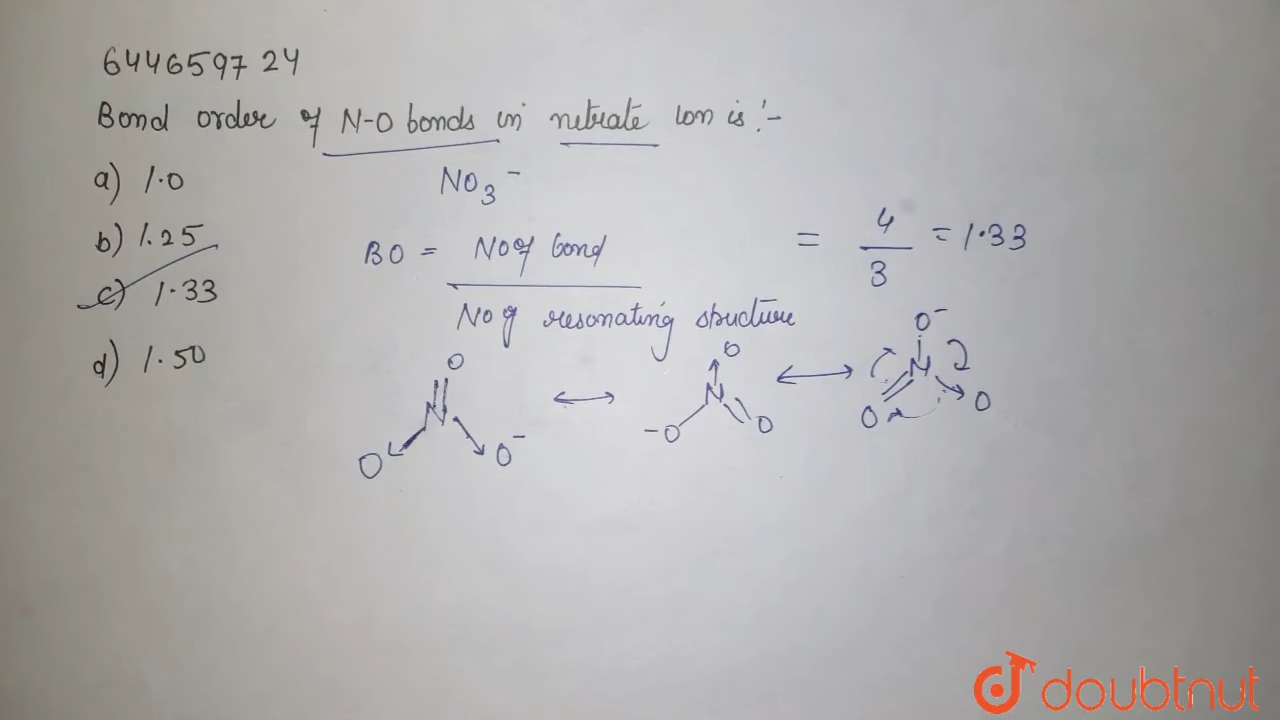 644659724
Bond order of N-O bonds in nitrate ion is :-
a) 1.0
NO3 -
b) 1.25
BO = No of bond / No of resonating structure = 4 / 3 = 1.33
c) 1.33
d) 1.50
O O O-
N ↔ N ↔ N
O O- -O O O O
doubtnut